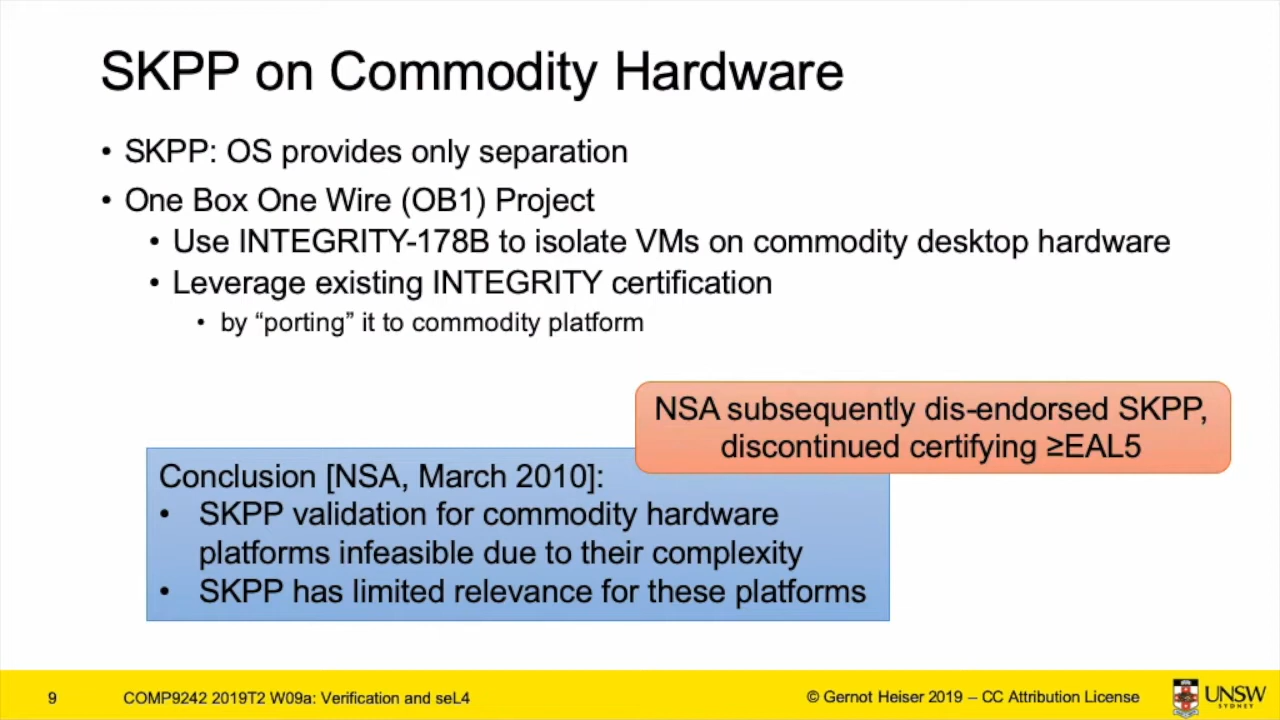 SKPP on Commodity Hardware
• SKPP: OS provides only separation
• One Box One Wire (OB1) Project
• Use INTEGRITY-178B to isolate VMs on commodity desktop hardware
• Leverage existing INTEGRITY certification
• by “porting” it to commodity platform
NSA subsequently dis-endorsed SKPP,
discontinued certifying ≥EAL5
Conclusion [NSA, March 2010]:
• SKPP validation for commodity hardware
platforms infeasible due to their complexity
• SKPP has limited relevance for these platforms
9
COMP9242 2019T2 W09a: Verification and seL4
© Gernot Heiser 2019 – CC Attribution License
UNSW
SYDNEY